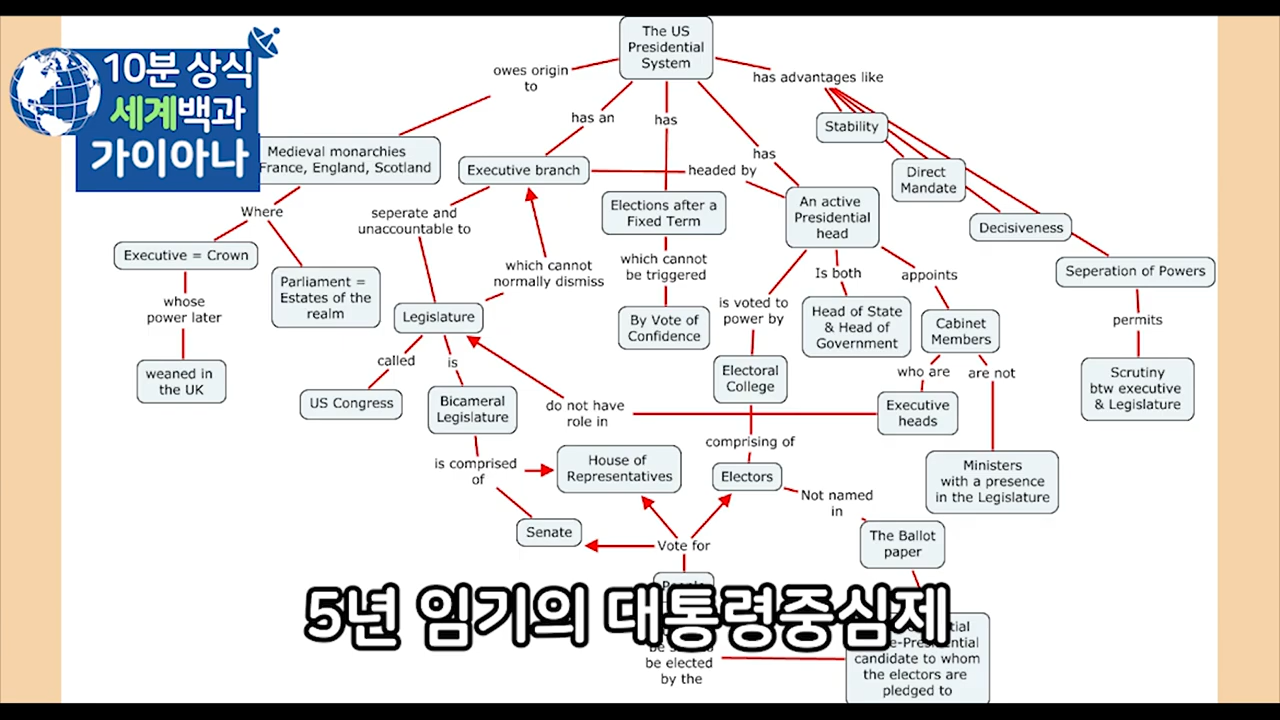 10분 상식
세계백과
가이아나
The US
Presidential
System
owes origin
to
has advantages like
has an
has
has
Stability
Medieval monarchies
France, England, Scotland
Executive branch
headed by
Direct
Mandate
Where
seperate and
unaccountable to
Elections after a
Fixed Term
An active
Presidential
head
Decisiveness
Executive = Crown
Parliament =
Estates of the
realm
which cannot
normally dismiss
which cannot
be triggered
Is both
appoints
Seperation of Powers
whose
power later
Legislature
is voted to
power by
By Vote of
Confidence
Head of State
& Head of
Government
Cabinet
Members
permits
weaned in
the UK
called
is
Electoral
College
who are
are not
Scrutiny
btw executive
& Legislature
US Congress
Bicameral
Legislature
do not have
role in
Executive
heads
comprising of
is comprised
of
House of
Representatives
Electors
Ministers
with a presence
in the Legislature
Not named
in
Senate
Vote for
The Ballot
paper
5년 임기의 대통령중심제
be elected
by the
candidate to whom
the electors are
pledged to